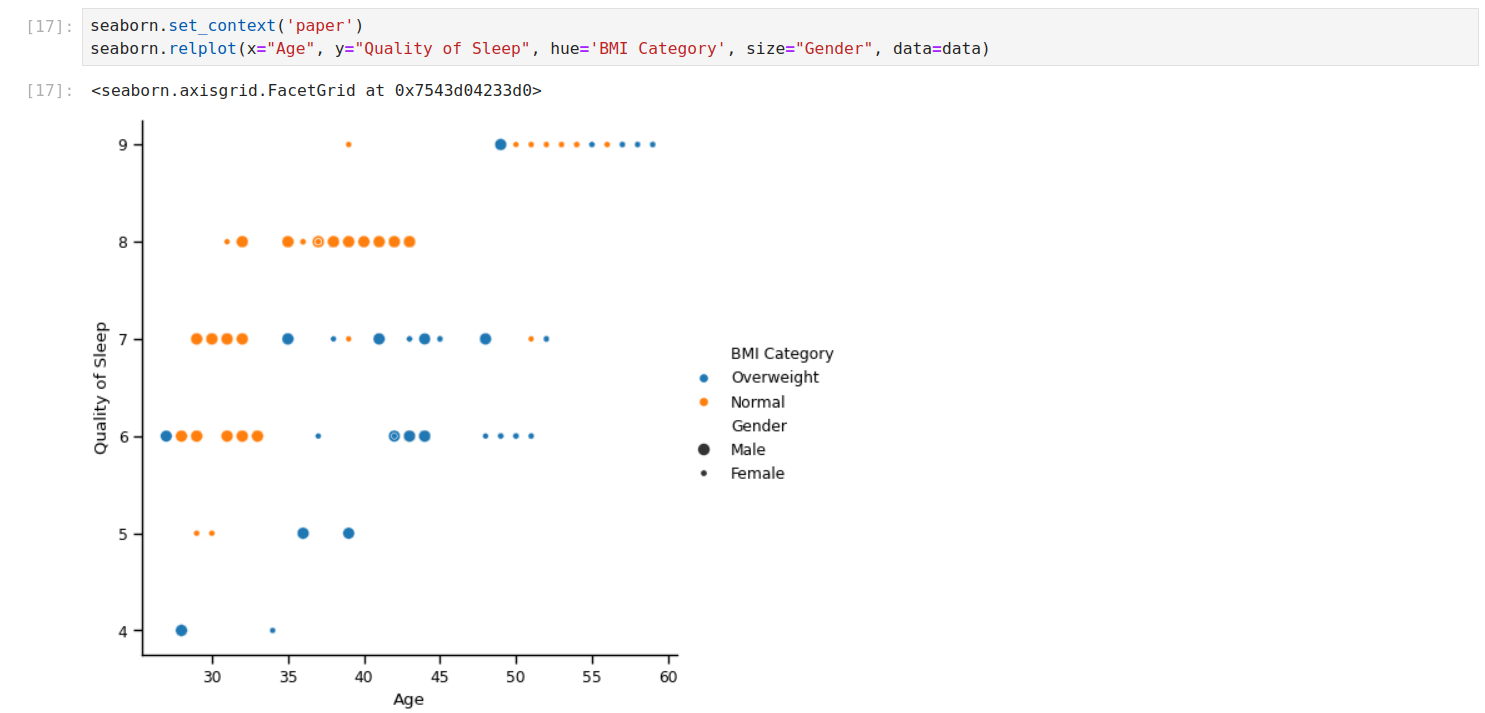 [17]: seaborn.set_context('paper')
seaborn.relplot(x="Age", y="Quality of Sleep", hue='BMI Category', size="Gender", data=data)
[17]: <seaborn.axisgrid.FacetGrid at 0x7543d04233d0>
9
8
7
6
5
4
Quality of Sleep
30 35 40 45 50 55 60
Age
BMI Category
Overweight
Normal
Gender
Male
Female